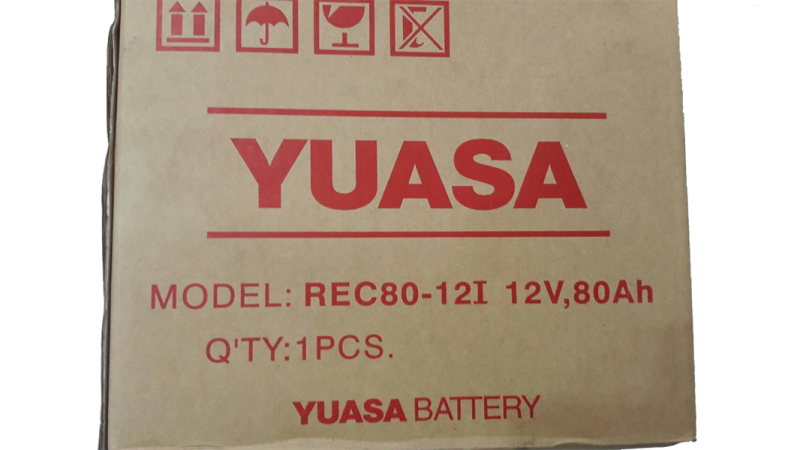 YUASA
MODEL: REC80-12I 12V,80Ah
Q'TY:1PCS.
YUASA BATTERY